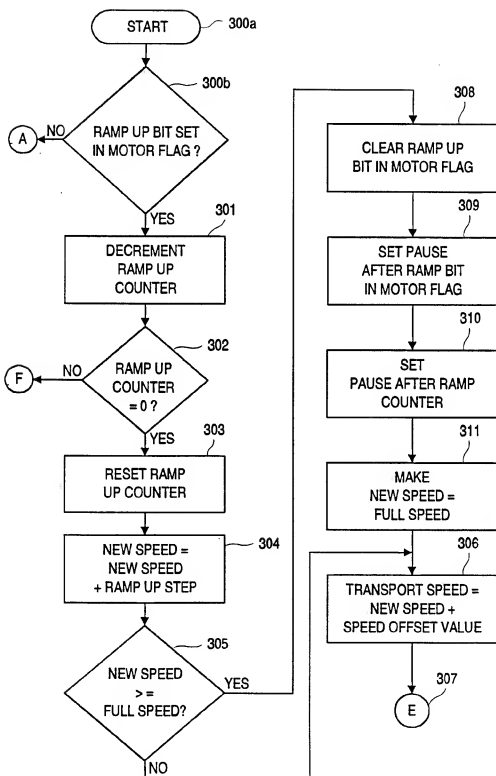 START
300a
300b
RAMP UP BIT SET
IN MOTOR FLAG ?
NO
A
YES
301
DECREMENT
RAMP UP
COUNTER
302
RAMP UP
COUNTER
= 0 ?
NO
F
YES
303
RESET RAMP
UP COUNTER
304
NEW SPEED =
NEW SPEED
+ RAMP UP STEP
305
NEW SPEED
>=
FULL SPEED?
YES
NO
308
CLEAR RAMP UP
BIT IN MOTOR FLAG
309
SET PAUSE
AFTER RAMP BIT
IN MOTOR FLAG
310
SET
PAUSE AFTER RAMP
COUNTER
311
MAKE
NEW SPEED =
FULL SPEED
306
TRANSPORT SPEED =
NEW SPEED +
SPEED OFFSET VALUE
307
E